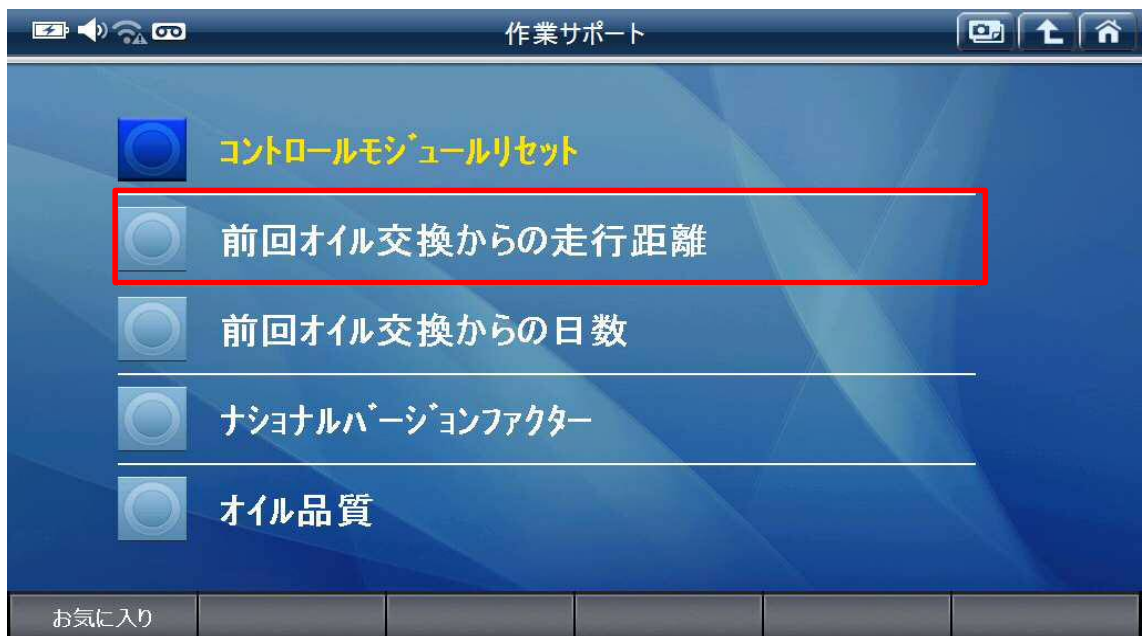 作業サポート
コントロールモジュールリセット
前回オイル交換からの走行距離
前回オイル交換からの日数
ナショナルバージョンファクター
オイル品質
お気に入り